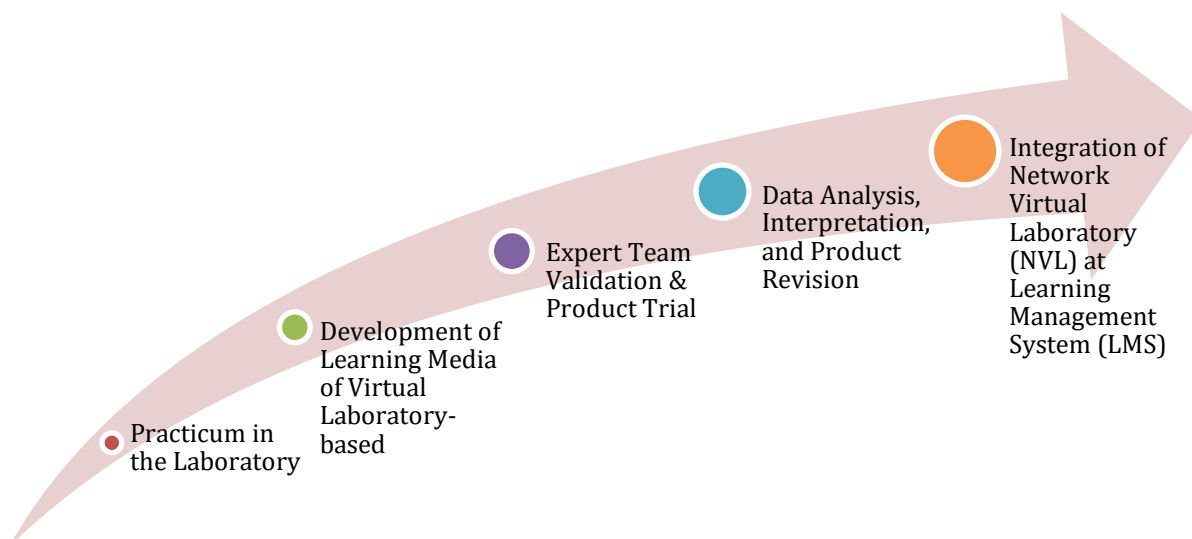 Practicum in
the Laboratory
Development of
Learning Media
of Virtual
Laboratory-
based
Expert Team
Validation &
Product Trial
Data Analysis,
Interpretation,
and Product
Revision
Integration of
Network
Virtual
Laboratory
(NVL) at
Learning
Management
System (LMS)